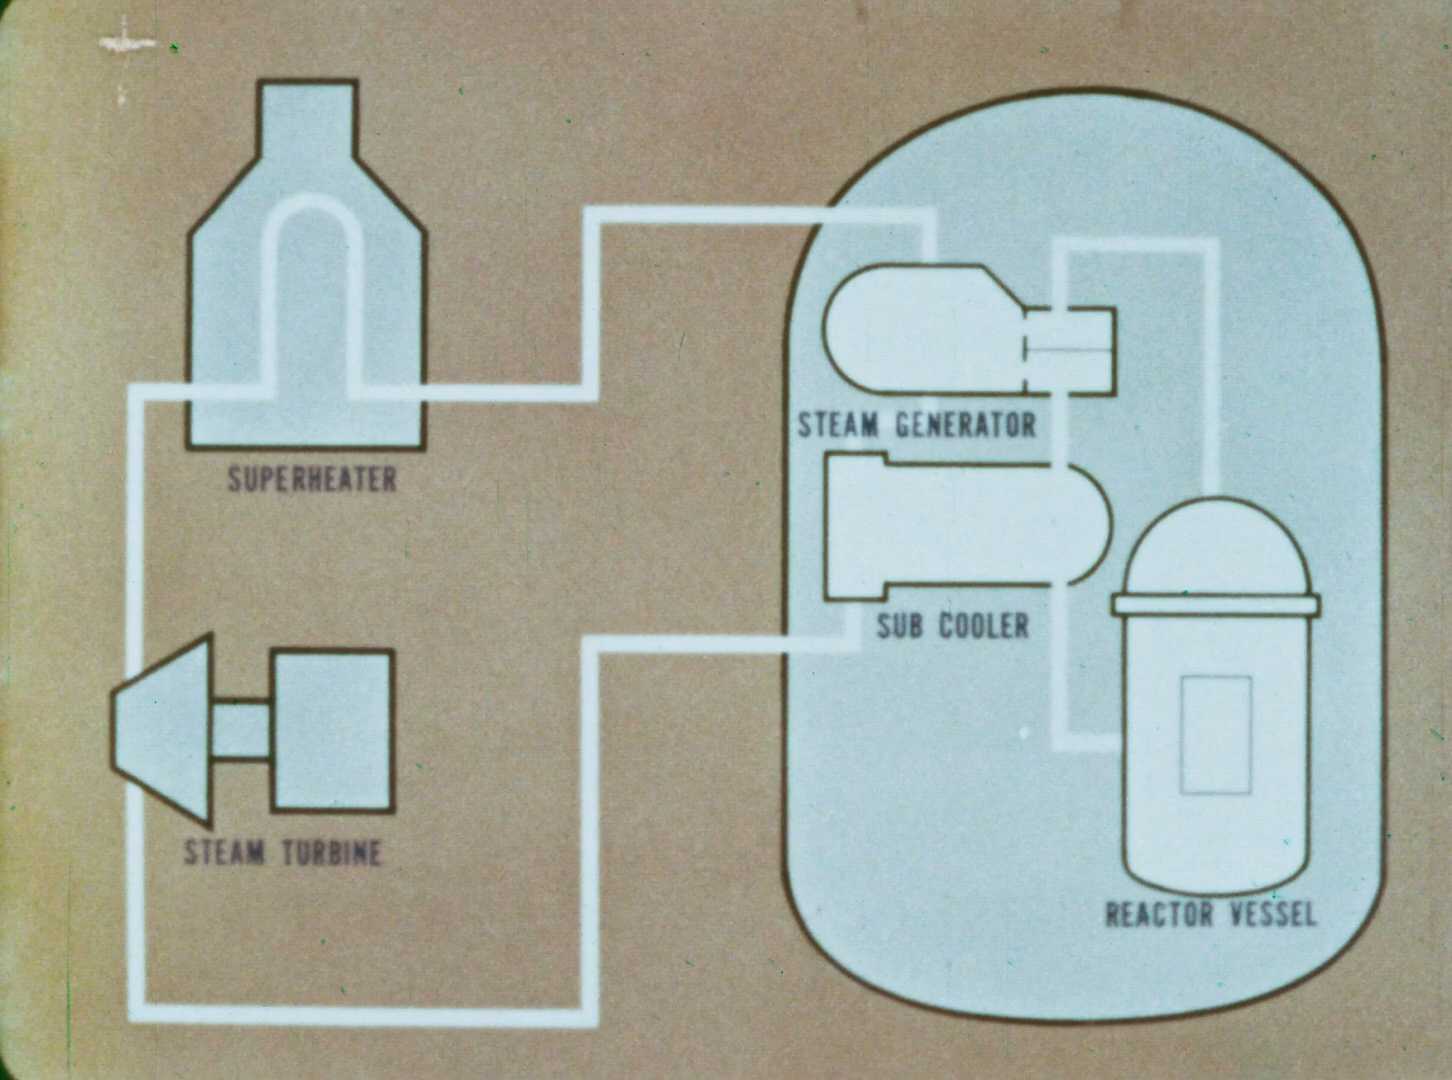 STEAM GENERATOR
SUPERHEATER
SUB COOLER
STEAM TURBINE
REACTOR VESSEL